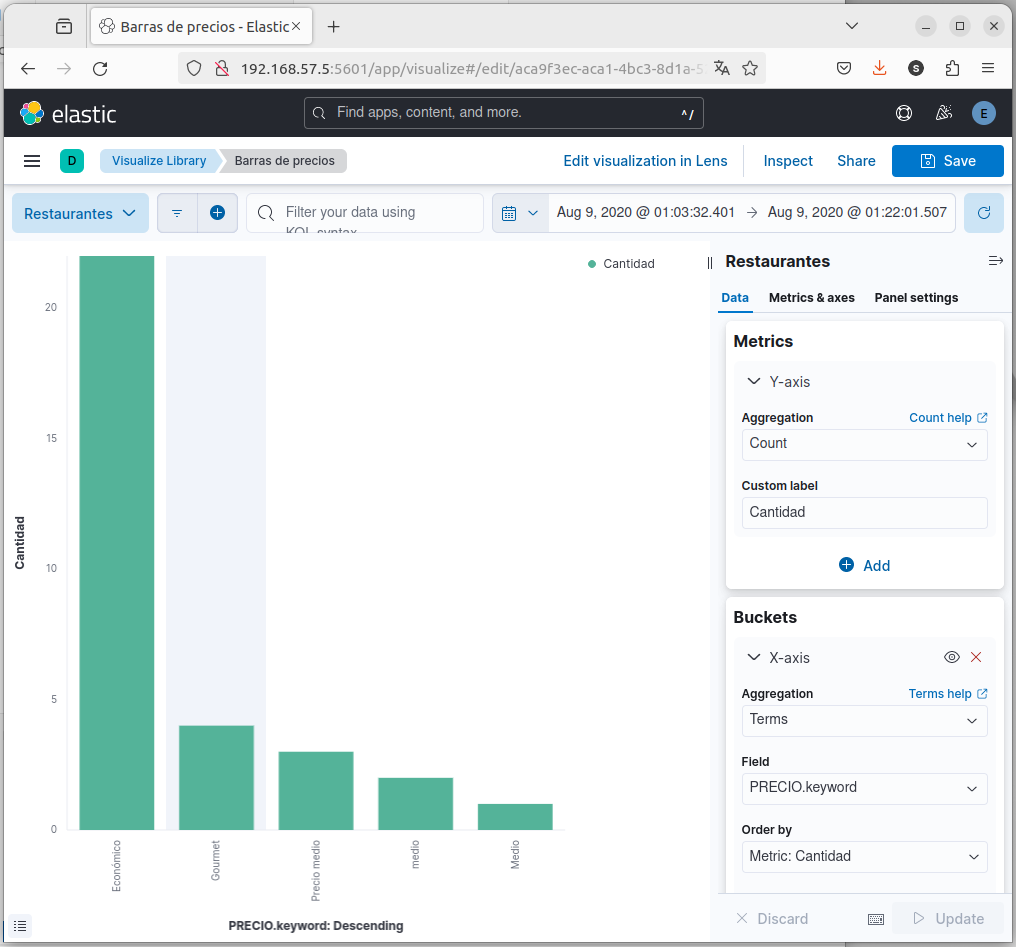 Barras de precios - Elastic
192.168.57.5:5601/app/visualize#/edit/aca9f3ec-aca1-4bc3-8d1a-5
S
elastic
Find apps, content, and more.
^/
E
D
Visualize Library
Barras de precios
Edit visualization in Lens
Inspect
Share
Save
Restaurantes
Filter your data using
KQL syntax
Aug 9, 2020 @ 01:03:32.401
Aug 9, 2020 @ 01:22:01.507
Cantidad
20
15
10
5
0
Cantidad
Económico
Gourmet
Precio medio
medio
Medio
PRECIO.keyword: Descending
Restaurantes
Data
Metrics & axes
Panel settings
Metrics
Y-axis
Aggregation
Count help
Count
Custom label
Cantidad
Add
Buckets
X-axis
Aggregation
Terms help
Terms
Field
PRECIO.keyword
Order by
Metric: Cantidad
Discard
Update